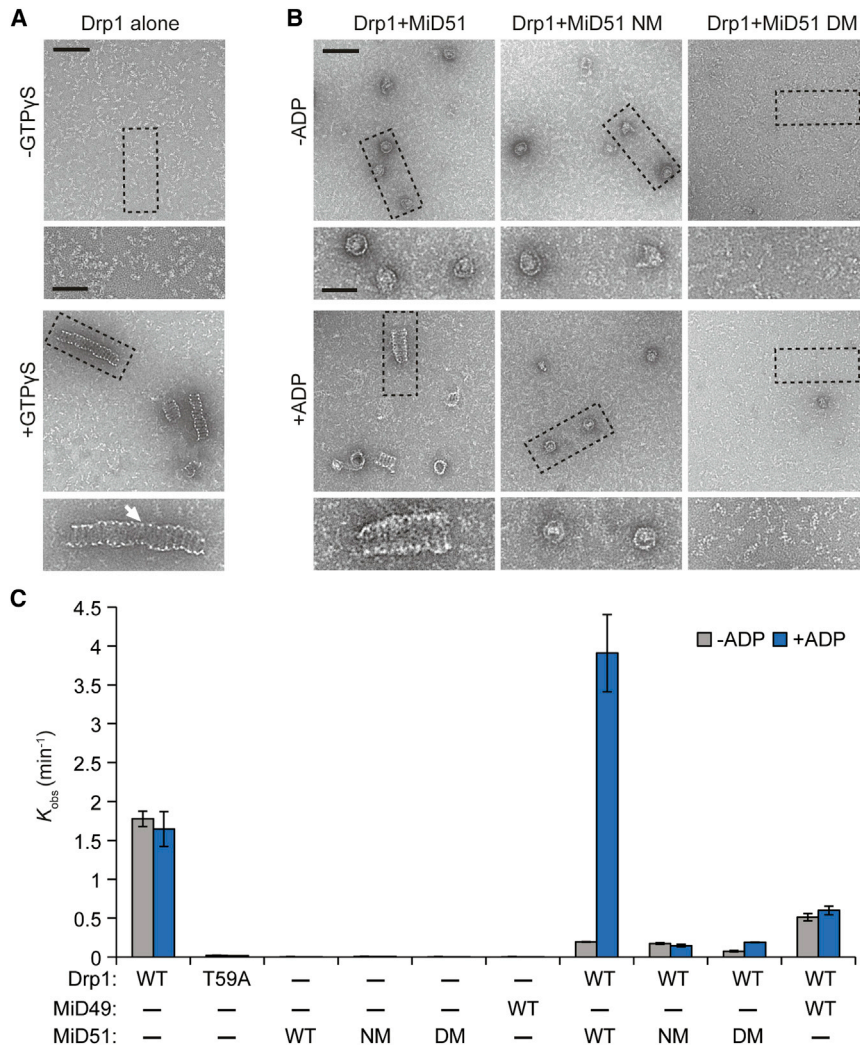 A Drp1 alone
-GTPγS
+GTPγS
B Drp1+MiD51 Drp1+MiD51 NM Drp1+MiD51 DM
-ADP
+ADP
C
4.5
4
3.5
3
2.5
2
1.5
1
0.5
0
Kobs (min⁻¹)
-ADP +ADP
Drp1: WT T59A – – – – WT WT WT WT
MiD49: – – – – – WT – – – WT
MiD51: – – WT NM DM – WT NM DM –